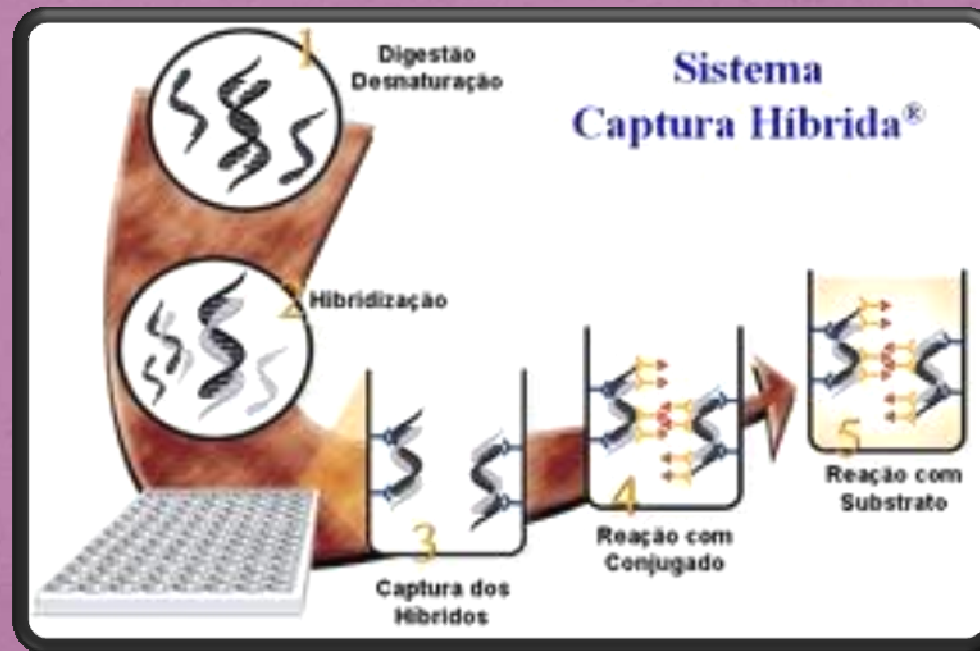 Sistema
Captura Híbrida®
1
Digestão
Desnaturação
2
Hibridização
3
Captura dos
Híbridos
4
Reação com
Conjugado
5
Reação com
Substrato